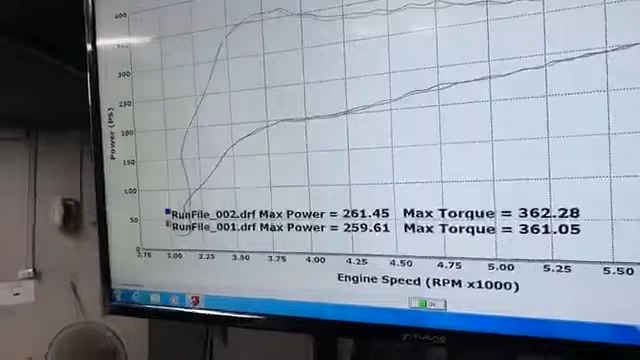 400
300
250
200
150
100
50
Power (PS)
RunFile_002.drf Max Power = 261.45 Max Torque = 362.28
RunFile_001.drf Max Power = 259.61 Max Torque = 361.05
2.75 3.00 3.25 3.50 3.75 4.00 4.25 4.50 4.75 5.00 5.25 5.50
Engine Speed (RPM x1000)